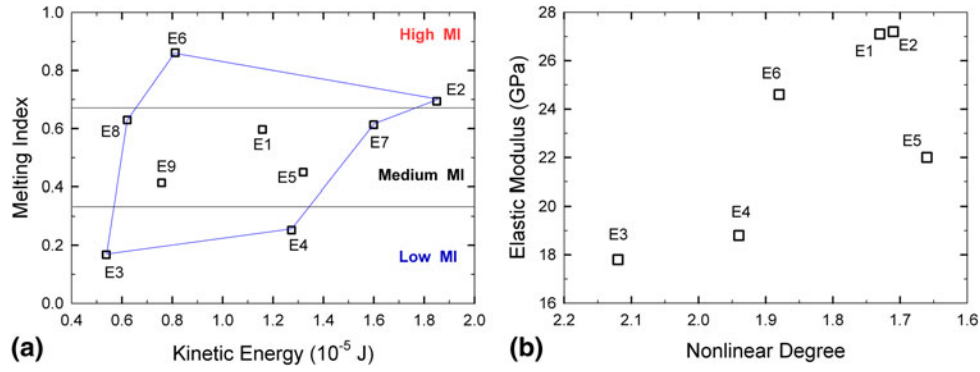 1.0
0.8
0.6
0.4
0.2
0.0
Melting Index
E6
High MI
E2
E8
E1
E7
E9
E5
Medium MI
E4
E3
Low MI
0.4 0.6 0.8 1.0 1.2 1.4 1.6 1.8 2.0
(a)
Kinetic Energy (10⁻⁵ J)
28
26
24
22
20
18
16
Elastic Modulus (GPa)
E1
E2
E6
E5
E4
E3
2.2 2.1 2.0 1.9 1.8 1.7 1.6
(b)
Nonlinear Degree